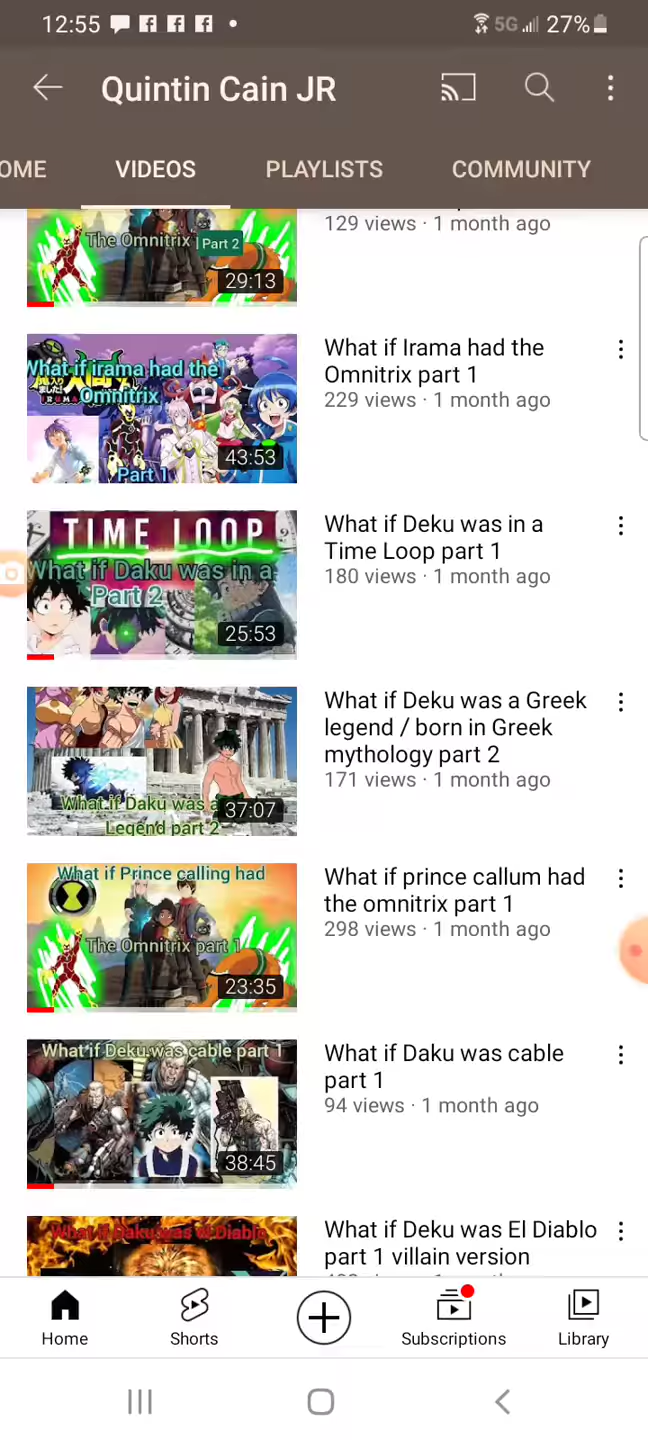 12:55
5G 27%
Quintin Cain JR
OME VIDEOS PLAYLISTS COMMUNITY
The Omnitrix Part 2
29:13
129 views · 1 month ago
What if irama had the
Omnitrix
Part 1
43:53
What if Irama had the
Omnitrix part 1
229 views · 1 month ago
TIME LOOP
What if Daku was in a
Part 2
25:53
What if Deku was in a
Time Loop part 1
180 views · 1 month ago
What if Daku was a
Legend part 2
37:07
What if Deku was a Greek
legend / born in Greek
mythology part 2
171 views · 1 month ago
What if Prince calling had
The Omnitrix part 1
23:35
What if prince callum had
the omnitrix part 1
298 views · 1 month ago
What if Deku was cable part 1
38:45
What if Daku was cable
part 1
94 views · 1 month ago
What if Daku was el Diablo
What if Deku was El Diablo
part 1 villain version
Home Shorts Subscriptions Library